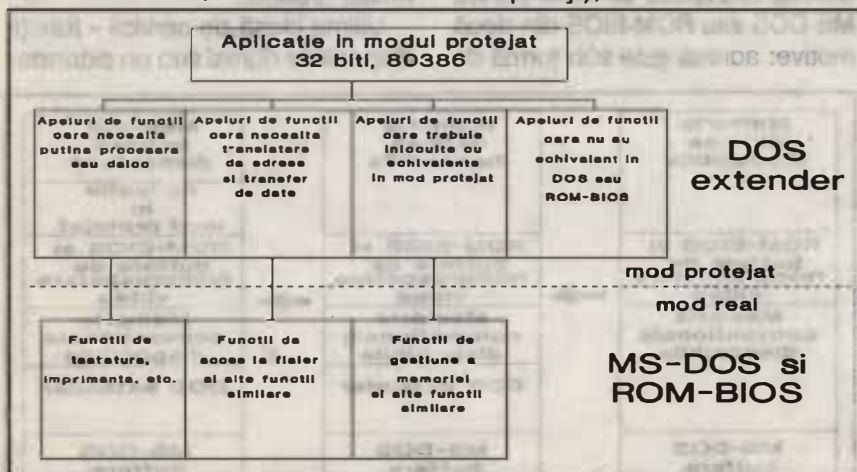 Aplicatie in modul protejat
32 biti, 80386
Apeluri de functii
care necesita
putina procesare
sau deloc
Apeluri de functii
care necesita
translatare
de adrese
si transfer
de date
Apeluri de functii
care trebuie
inlocuite cu
echivalente
in mod protejat
Apeluri de functii
care nu au
echivalent in
DOS sau
ROM-BIOS
DOS
extender
mod protejat
mod real
Functii de
tastatura,
imprimanta, etc.
Functii de
acces la fisier
si alte functii
similare
Functii de
gestiune a
memoriei
si alte functii
similare
MS-DOS si
ROM-BIOS